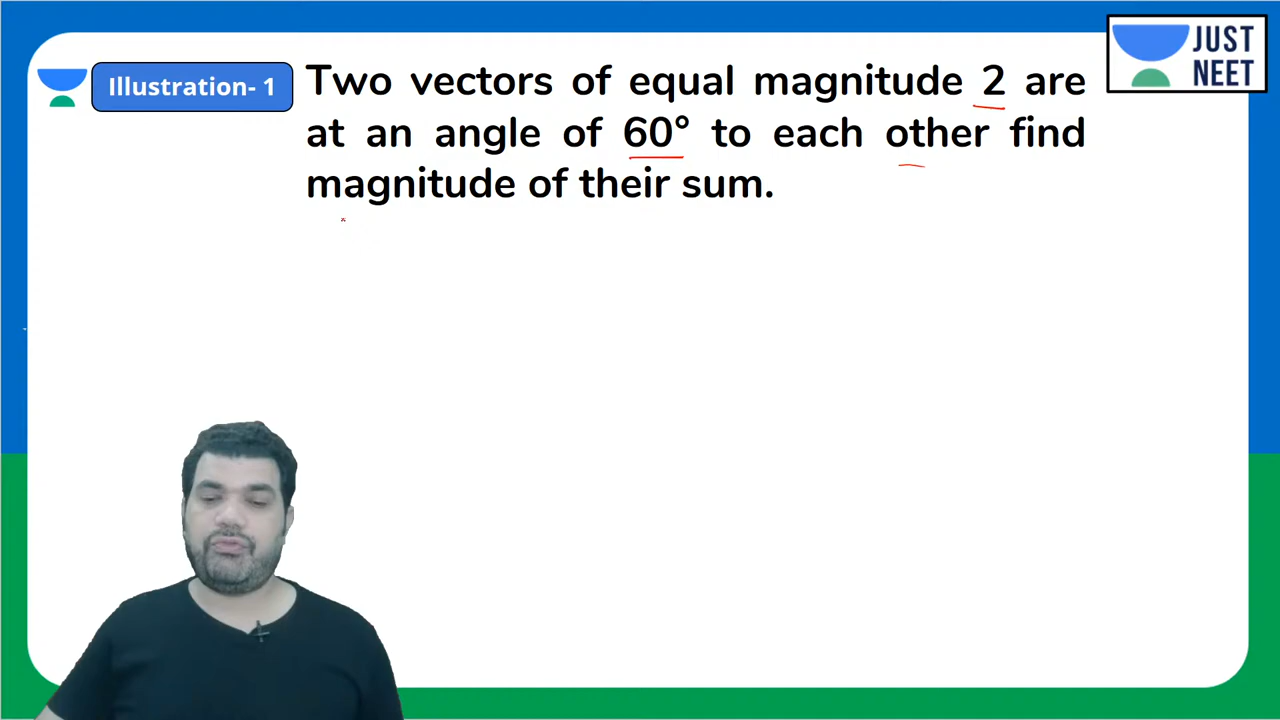 JUST
NEET
Illustration- 1
Two vectors of equal magnitude 2 are
at an angle of 60° to each other find
magnitude of their sum.